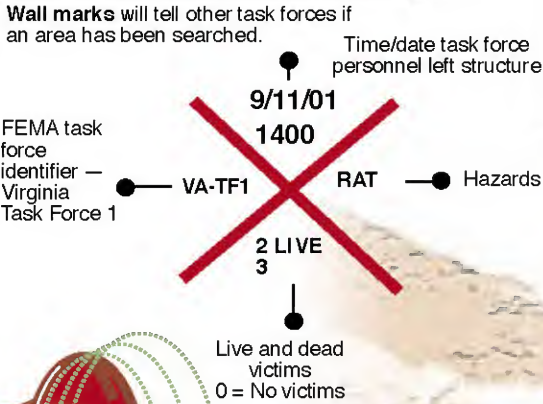 Wall marks will tell other task forces if
an area has been searched.
Time/date task force
personnel left structure
9/11/01
1400
FEMA task
force
identifier —
Virginia
Task Force 1
VA-TF1
RAT
Hazards
2 LIVE
3
Live and dead
victims
0 = No victims